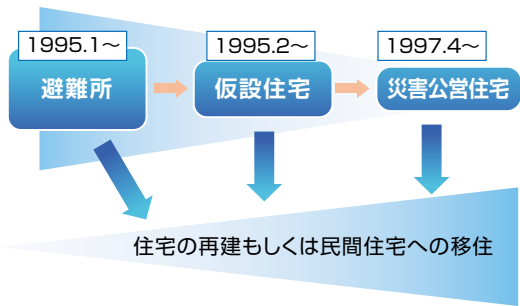 1995.1～
1995.2～
1997.4～
避難所
仮設住宅
災害公営住宅
住宅の再建もしくは民間住宅への移住